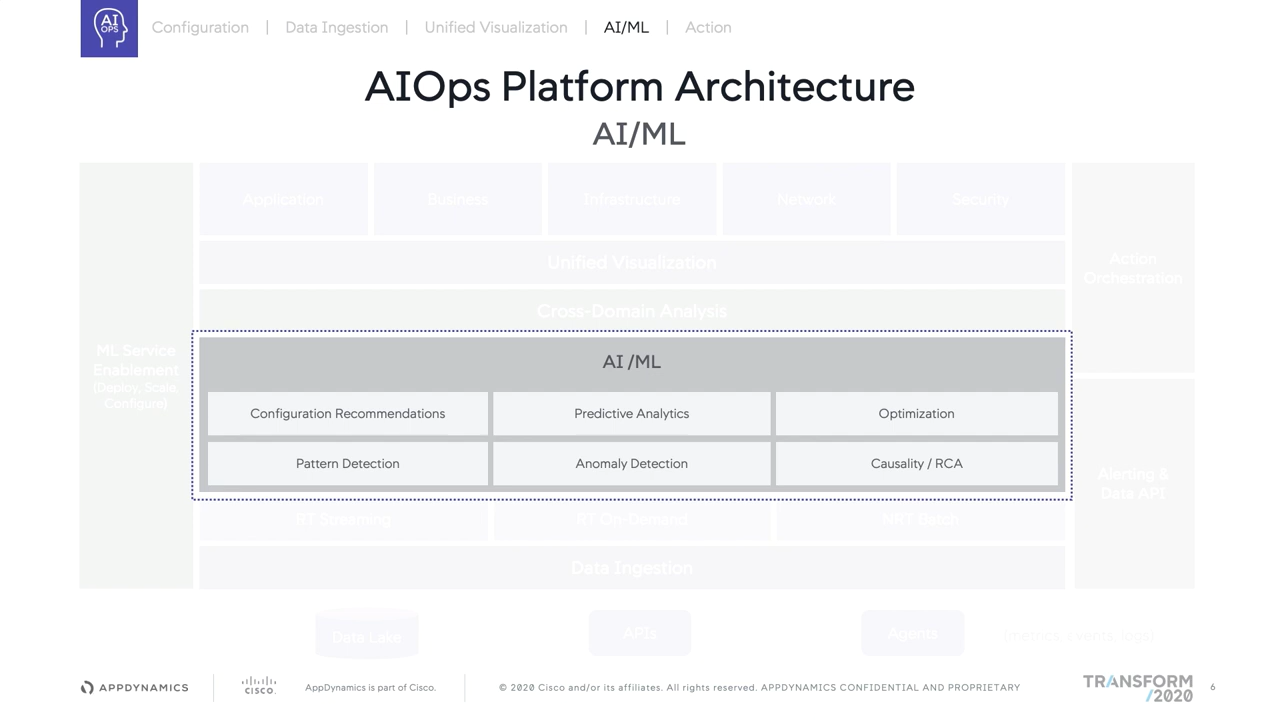 AI OPS
Configuration | Data Ingestion | Unified Visualization | AI/ML | Action
AIOps Platform Architecture
AI/ML
Application
Business
Infrastructure
Network
Security
Unified Visualization
Cross-Domain Analysis
ML Service
Enablement
(Deploy, Scale,
Configure)
AI /ML
Configuration Recommendations
Predictive Analytics
Optimization
Pattern Detection
Anomaly Detection
Causality / RCA
RT Streaming
RT On-Demand
NRT Batch
Data Ingestion
Action
Orchestration
Alerting &
Data API
Data Lake
APIs
Agents
(metrics, events, logs)
APPDYNAMICS
CISCO
AppDynamics is part of Cisco.
© 2020 Cisco and/or its affiliates. All rights reserved. APPDYNAMICS CONFIDENTIAL AND PROPRIETARY
TRANSFORM
/2020
6